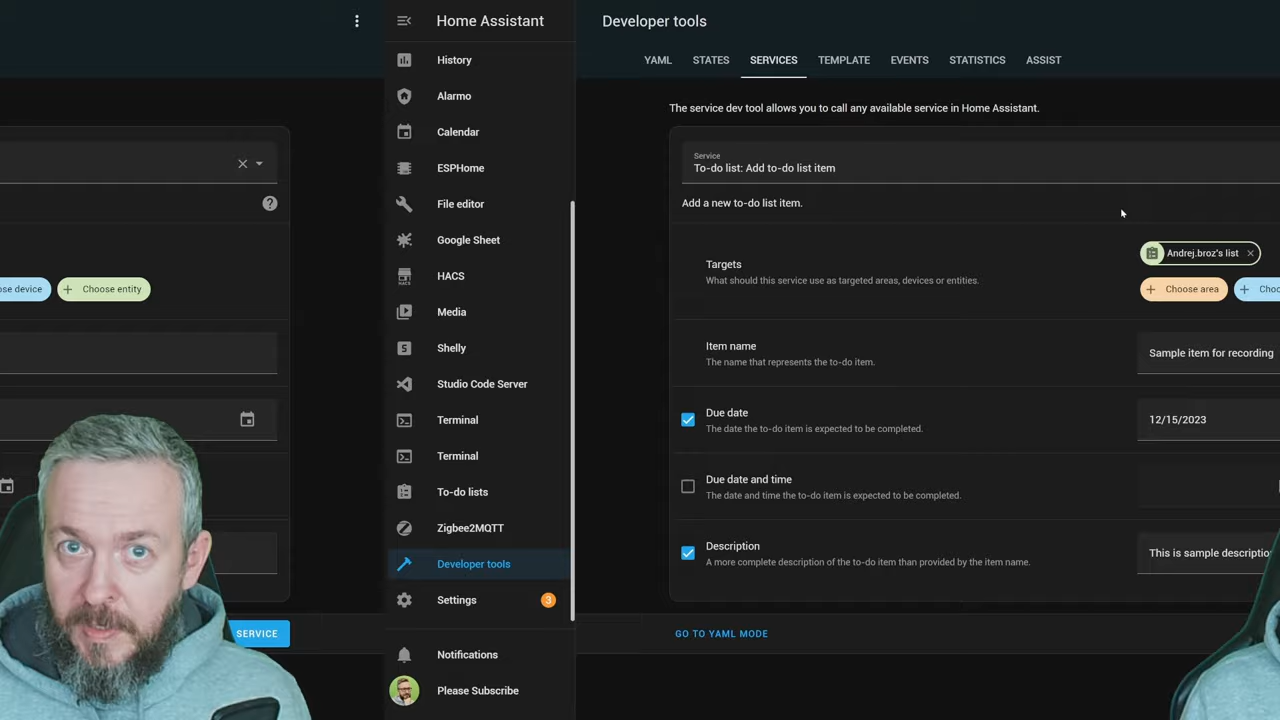 ose device
Choose entity
SERVICE
Home Assistant
History
Alarmo
Calendar
ESPHome
File editor
Google Sheet
HACS
HACS
Media
Shelly
Studio Code Server
Terminal
Terminal
To-do lists
Zigbee2MQTT
Developer tools
Settings
3
Notifications
Please Subscribe
Developer tools
YAML STATES SERVICES TEMPLATE EVENTS STATISTICS ASSIST
The service dev tool allows you to call any available service in Home Assistant.
Service
To-do list: Add to-do list item
Add a new to-do list item.
Targets
What should this service use as targeted areas, devices or entities.
Andrej.broz's list
Choose area
Choo
Item name
The name that represents the to-do item.
Sample item for recording
Due date
The date the to-do item is expected to be completed.
12/15/2023
Due date and time
The date and time the to-do item is expected to be completed.
Description
A more complete description of the to-do item than provided by the item name.
This is sample descriptio
GO TO YAML MODE